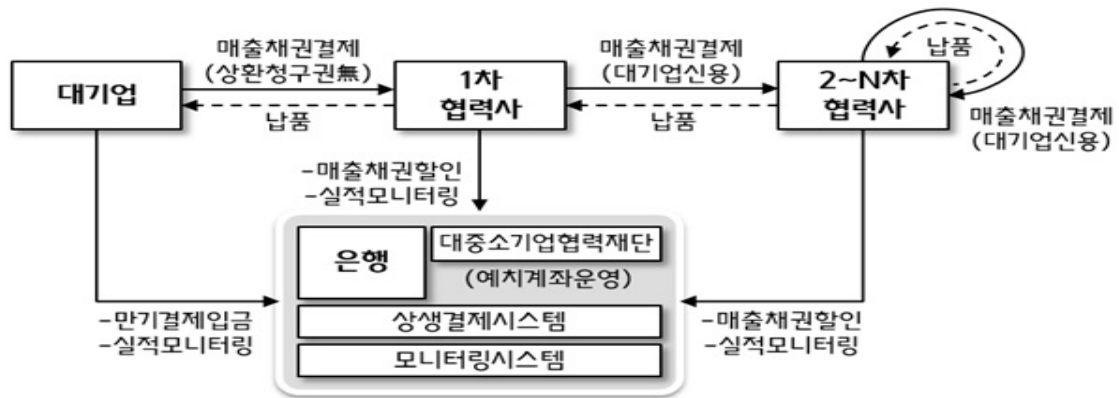 매출채권결제
(상환청구권無)
매출채권결제
(대기업신용)
납품
대기업
1차
협력사
2~N차
협력사
납품
납품
매출채권결제
(대기업신용)
-매출채권할인
-실적모니터링
은행
대중소기업협력재단
(예치계좌운영)
-만기결제입금
-실적모니터링
상생결제시스템
모니터링시스템
-매출채권할인
-실적모니터링